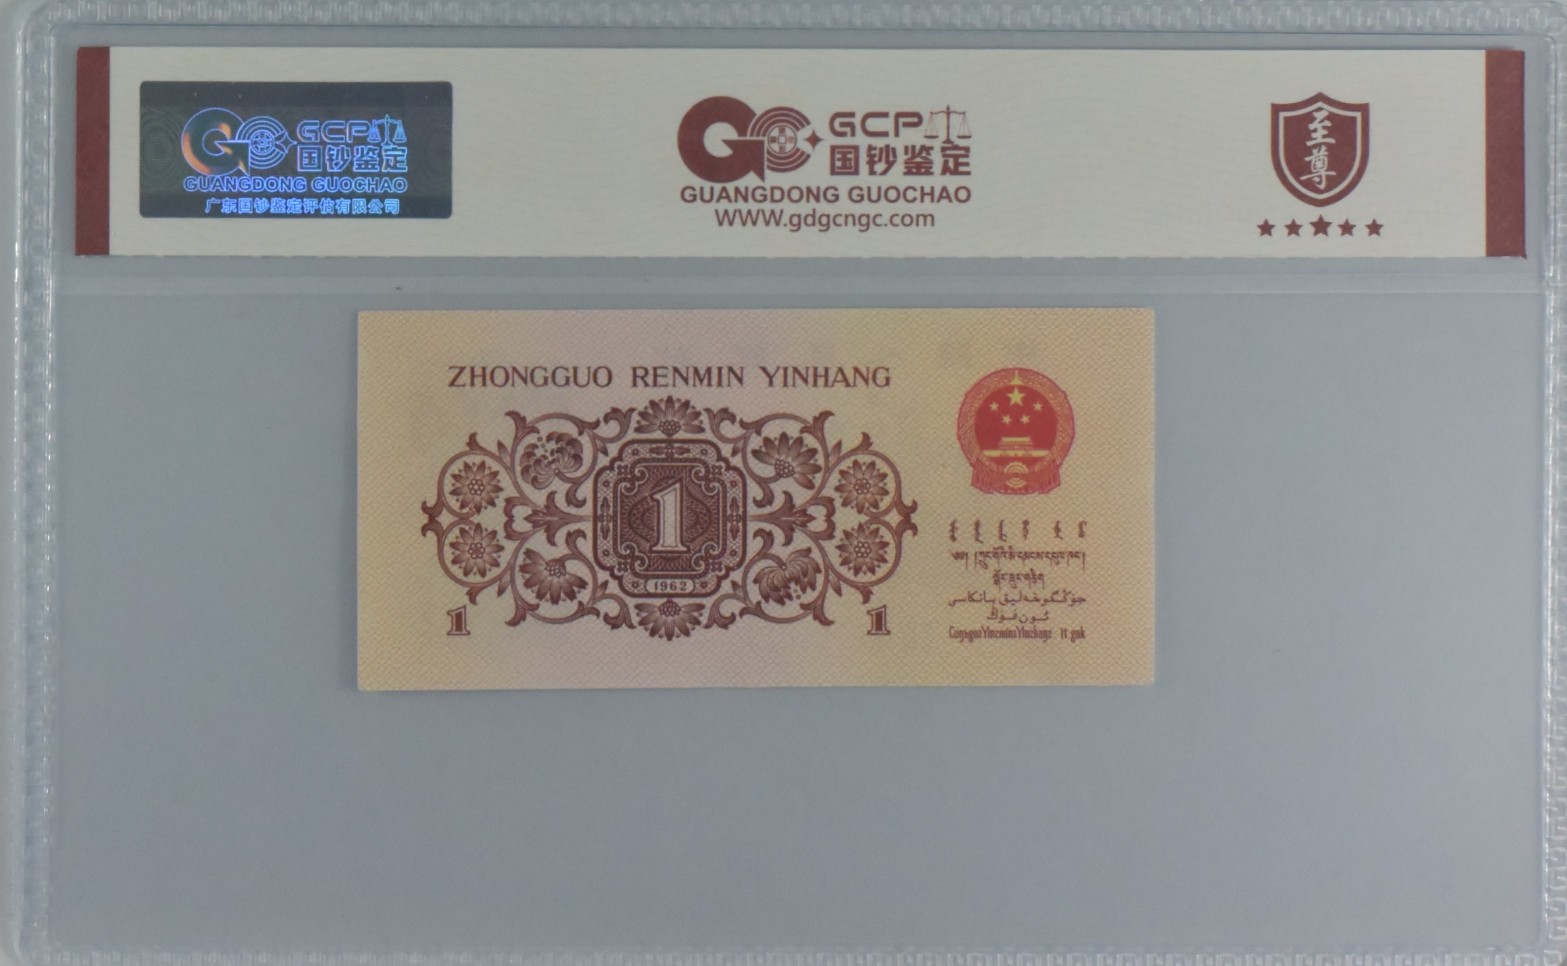 GCP
国钞鉴定
GUANGDONG GUOCHAO
广东国钞鉴定评估有限公司
GCP
国钞鉴定
GUANGDONG GUOCHAO
WWW.gdgcngc.com
至尊
ZHONGGUO RENMIN YINHANG
1
1962
1
1
جۇڭگوخەلىق بانكاسى